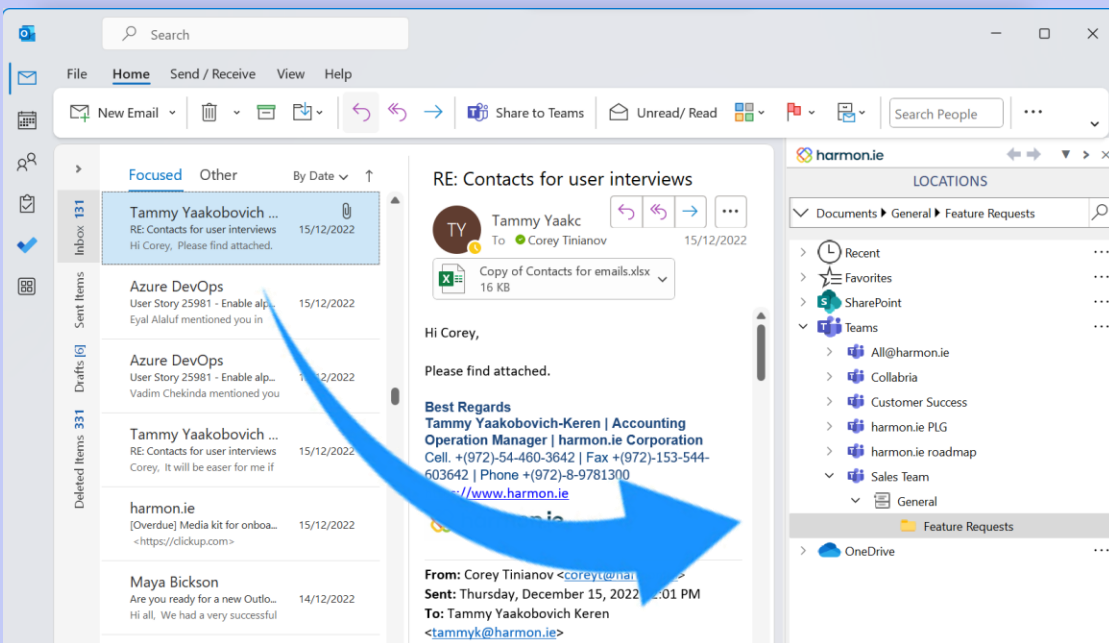 Search
File Home Send / Receive View Help
New Email Share to Teams Unread/ Read Search People
Inbox 131
Sent Items
Drafts [6]
Deleted Items 331
Focused Other By Date
Tammy Yaakobovich ...
RE: Contacts for user interviews 15/12/2022
Hi Corey, Please find attached.
Azure DevOps
User Story 25981 - Enable alp... 15/12/2022
Eyal Alaluf mentioned you in
Azure DevOps
User Story 25981 - Enable alp...
Vadim Chekinda mentioned you
Tammy Yaakobovich ...
RE: Contacts for user interviews 15/12/2022
Corey, It will be easer for me if
harmon.ie
[Overdue] Media kit for onboa... 15/12/2022
<https://clickup.com>
Maya Bickson
Are you ready for a new Outlo... 14/12/2022
Hi all, We had a very successful
RE: Contacts for user interviews
TY
Tammy Yaakc
To Corey Tinianov 15/12/2022
Copy of Contacts for emails.xlsx
16 KB
Hi Corey,
Please find attached.
Best Regards
Tammy Yaakobovich-Keren | Accounting
Operation Manager | harmon.ie Corporation
Cell. +(972)-54-460-3642 | Fax +(972)-153-544-
603642 | Phone +(972)-8-9781300
//www.harmon.ie
From: Corey Tinianov
Sent: Thursday, December 15, 2022 :01 PM
To: Tammy Yaakobovich Keren
<tammyk@harmon.ie>
harmon.ie
LOCATIONS
Documents General Feature Requests
Recent
Favorites
SharePoint
Teams
All@harmon.ie
Collabria
Customer Success
harmon.ie PLG
harmon.ie roadmap
Sales Team
General
Feature Requests
OneDrive